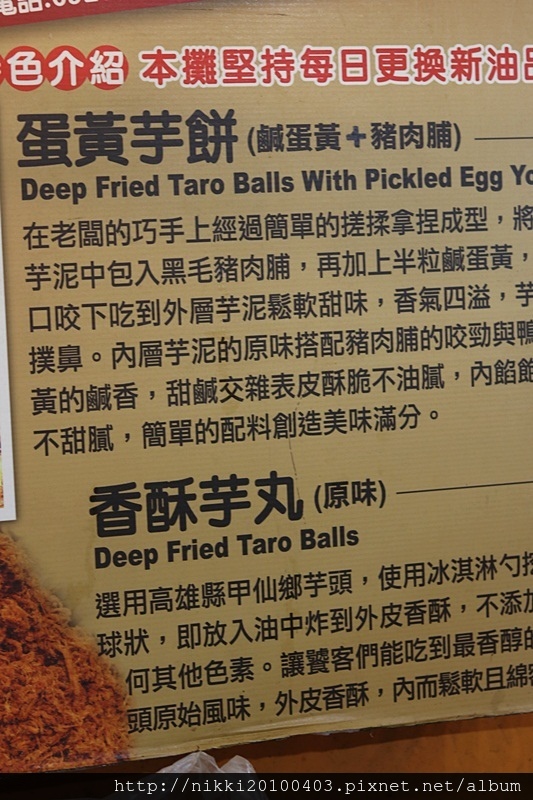 電話:
色介紹 本攤堅持每日更換新油
蛋黃芋餅 (鹹蛋黃+豬肉脯)
Deep Fried Taro Balls With Pickled Egg Yo
在老闆的巧手上經過簡單的搓揉拿捏成型,將
芋泥中包入黑毛豬肉脯,再加上半粒鹹蛋黃,
口咬下吃到外層芋泥鬆軟甜味,香氣四溢,芋
撲鼻。內層芋泥的原味搭配豬肉脯的咬勁與鴨
黃的鹹香,甜鹹交雜表皮酥脆不油膩,內餡飽
不甜膩,簡單的配料創造美味滿分。
香酥芋丸 (原味)
Deep Fried Taro Balls
選用高雄縣甲仙鄉芋頭,使用冰淇淋勺挖
球狀,即放入油中炸到外皮香酥,不添加
何其他色素。讓饕客們能吃到最香醇的
頭原始風味,外皮香酥,內而鬆軟且綿密
http://nikki20100403.pixnet.net/album